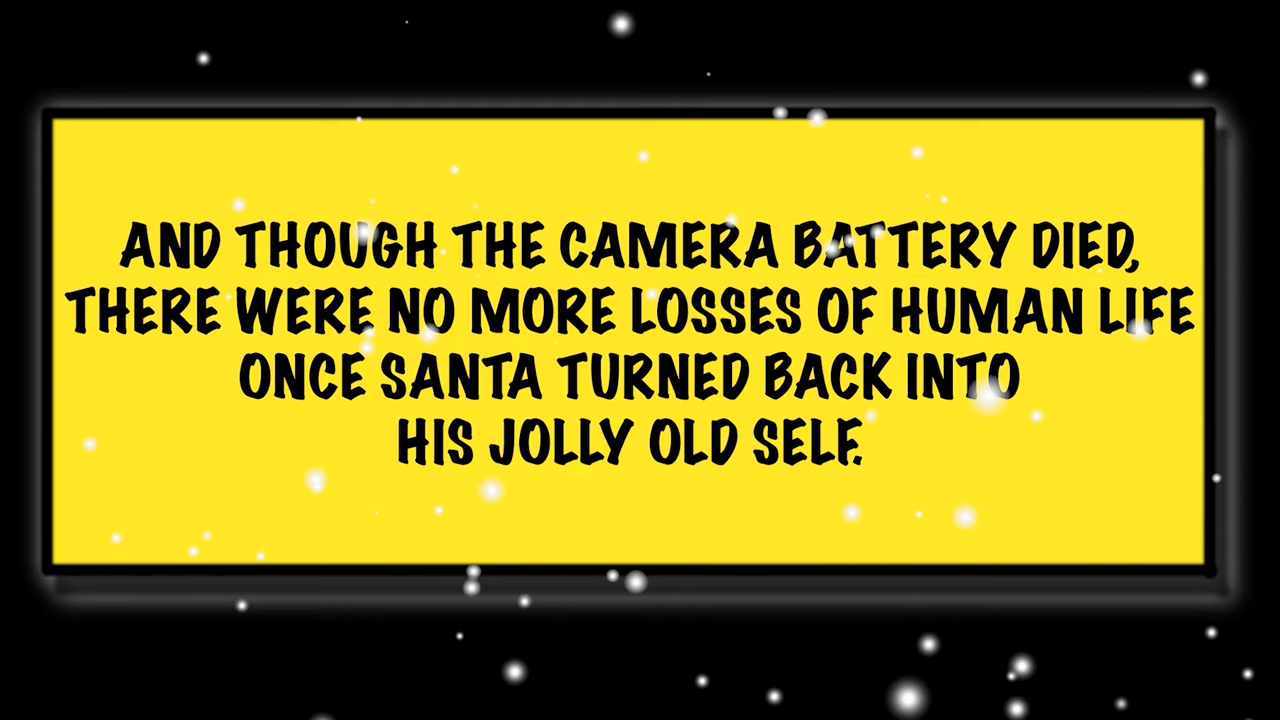 AND THOUGH THE CAMERA BATTERY DIED,
THERE WERE NO MORE LOSSES OF HUMAN LIFE
ONCE SANTA TURNED BACK INTO
HIS JOLLY OLD SELF.